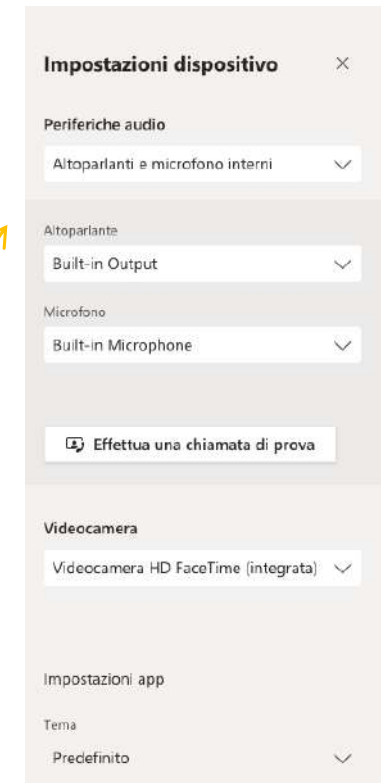 Impostazioni dispositivo
Periferiche audio
Altoparlanti e microfono interni
Altoparlante
Built-in Output
Microfono
Built-in Microphone
Effettua una chiamata di prova
Videocamera
Videocamera HD FaceTime (integrata)
Impostazioni app
Tema
Predefinito